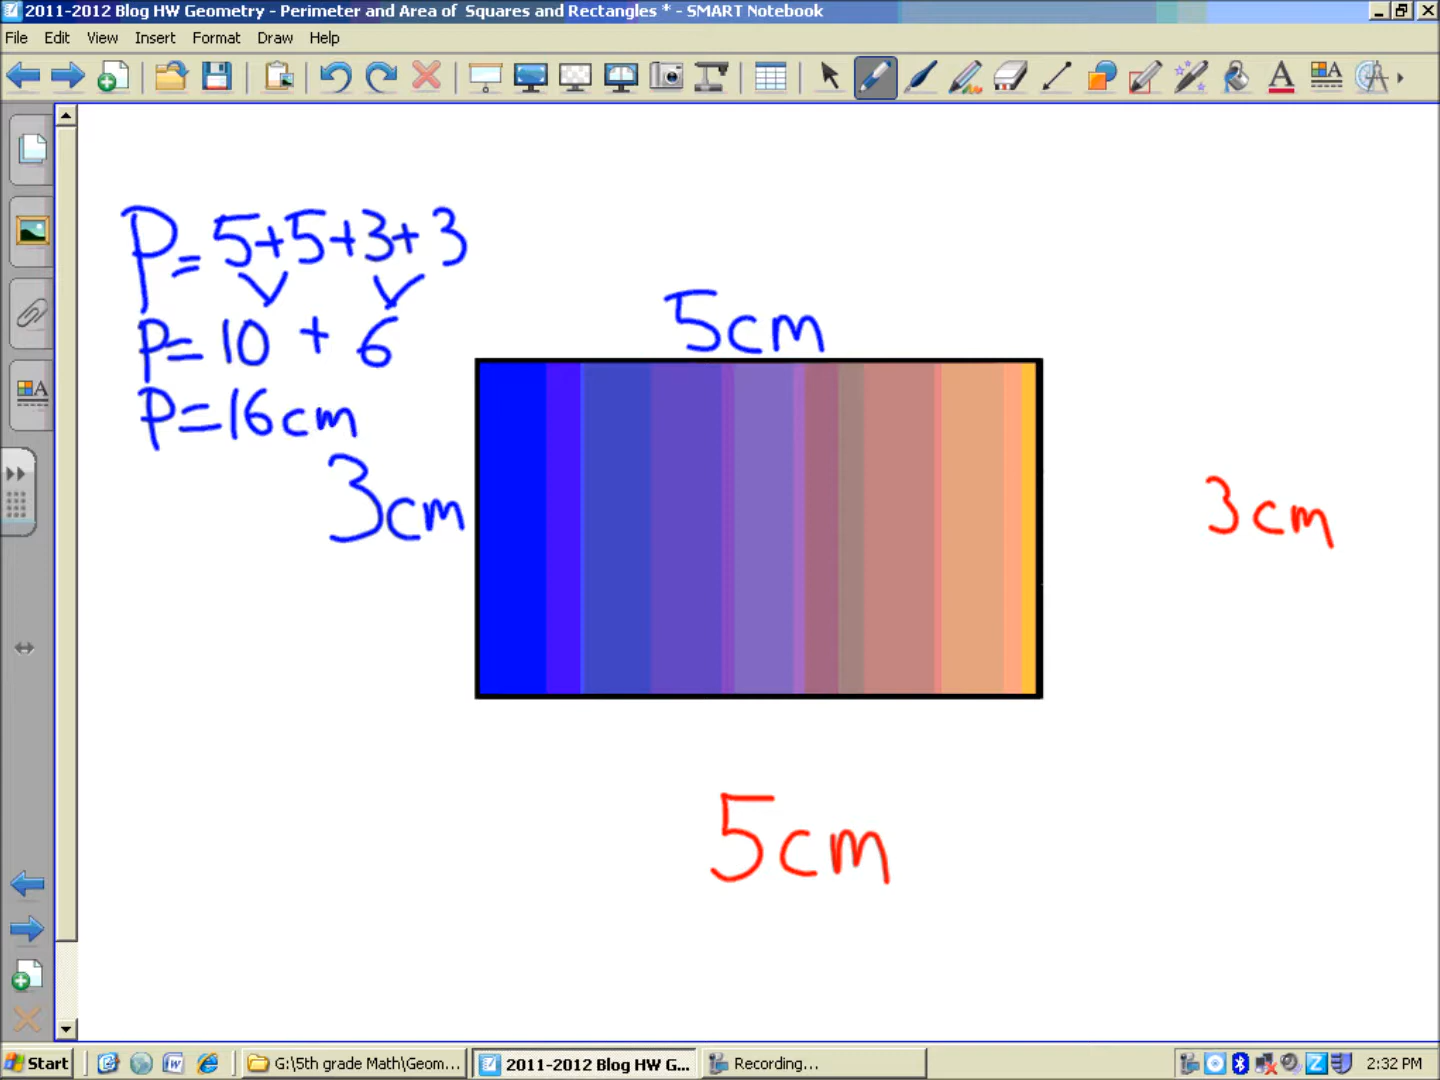 2011-2012 Blog HW Geometry - Perimeter and Area of Squares and Rectangles * - SMART Notebook
File Edit View Insert Format Draw Help
P=5+5+3+3
P=10 + 6
P=16cm
5cm
3cm
3cm
5cm
Start
G:\5th grade Math\Geom...
2011-2012 Blog HW G...
Recording...
2:32 PM